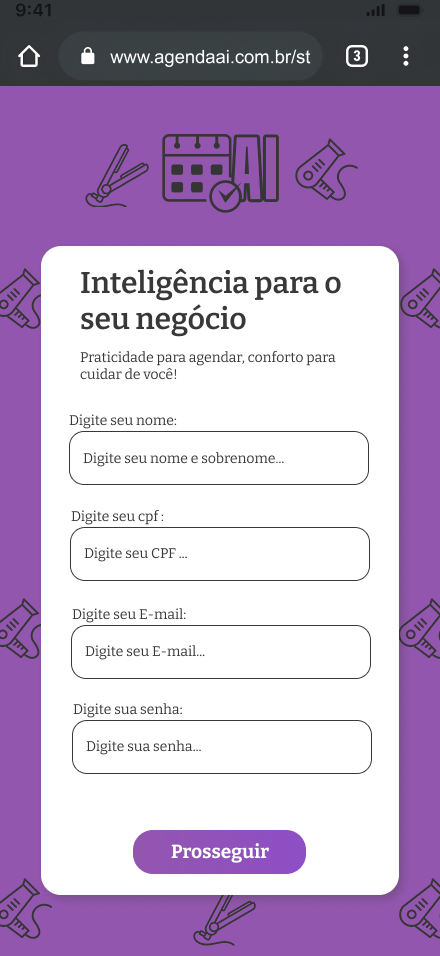 9:41
www.agendaai.com.br/st
3
AI
Inteligência para o
seu negócio
Praticidade para agendar, conforto para
cuidar de você!
Digite seu nome:
Digite seu nome e sobrenome...
Digite seu cpf :
Digite seu CPF ...
Digite seu E-mail:
Digite seu E-mail...
Digite sua senha:
Digite sua senha...
Prosseguir